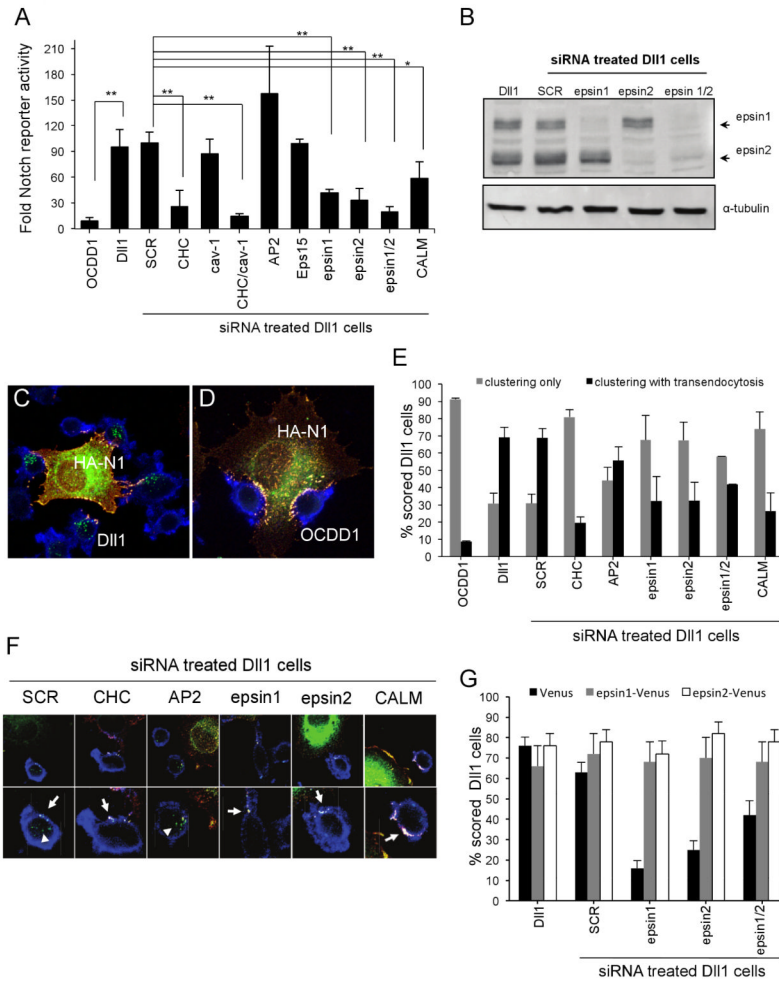 A
Fold Notch reporter activity
210
180
150
120
90
60
30
0
**
**
**
**
**
**
*
OCDD1
Dll1
SCR
CHC
cav-1
CHC/cav-1
AP2
Eps15
epsin1
epsin2
epsin1/2
CALM
siRNA treated Dll1 cells
B
siRNA treated Dll1 cells
Dll1 SCR epsin1 epsin2 epsin 1/2
epsin1
epsin2
α-tubulin
C
HA-N1
Dll1
D
HA-N1
OCDD1
E
clustering only
clustering with transendocytosis
% scored Dll1 cells
100
90
80
70
60
50
40
30
20
10
0
OCDD1
Dll1
SCR
CHC
AP2
epsin1
epsin2
epsin1/2
CALM
siRNA treated Dll1 cells
F
siRNA treated Dll1 cells
SCR CHC AP2 epsin1 epsin2 CALM
G
Venus
epsin1-Venus
epsin2-Venus
% scored Dll1 cells
100
90
80
70
60
50
40
30
20
10
0
Dll1
SCR
epsin1
epsin2
epsin1/2
siRNA treated Dll1 cells